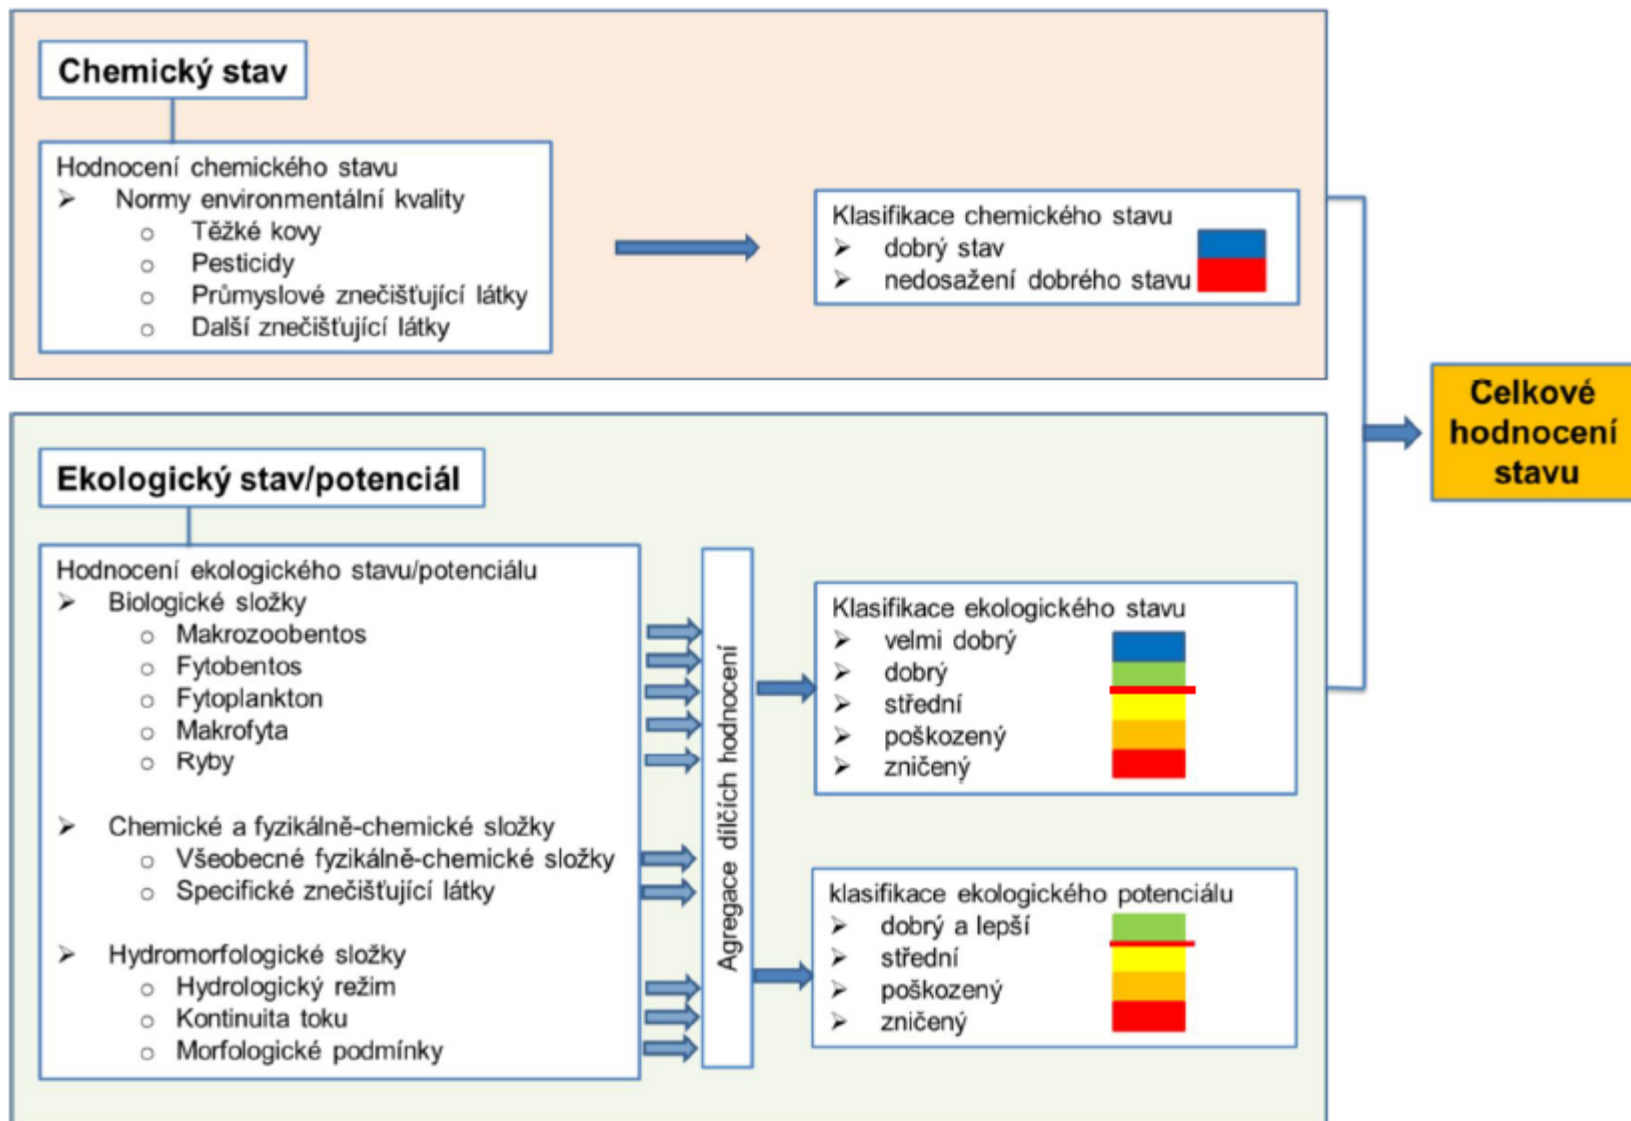 Chemický stav
Hodnocení chemického stavu
Normy environmentální kvality
Těžké kovy
Pesticidy
Průmyslové znečišťující látky
Další znečišťující látky
Klasifikace chemického stavu
dobrý stav
nedosažení dobrého stavu
Celkové
hodnocení
stavu
Ekologický stav/potenciál
Hodnocení ekologického stavu/potenciálu
Biologické složky
Makrozoobentos
Fytobentos
Fytoplankton
Makrofyta
Ryby
Chemické a fyzikálně-chemické složky
Všeobecné fyzikálně-chemické složky
Specifické znečišťující látky
Hydromorfologické složky
Hydrologický režim
Kontinuita toku
Morfologické podmínky
Agregace dílčích hodnocení
Klasifikace ekologického stavu
velmi dobrý
dobrý
střední
poškozený
zničený
klasifikace ekologického potenciálu
dobrý a lepší
střední
poškozený
zničený